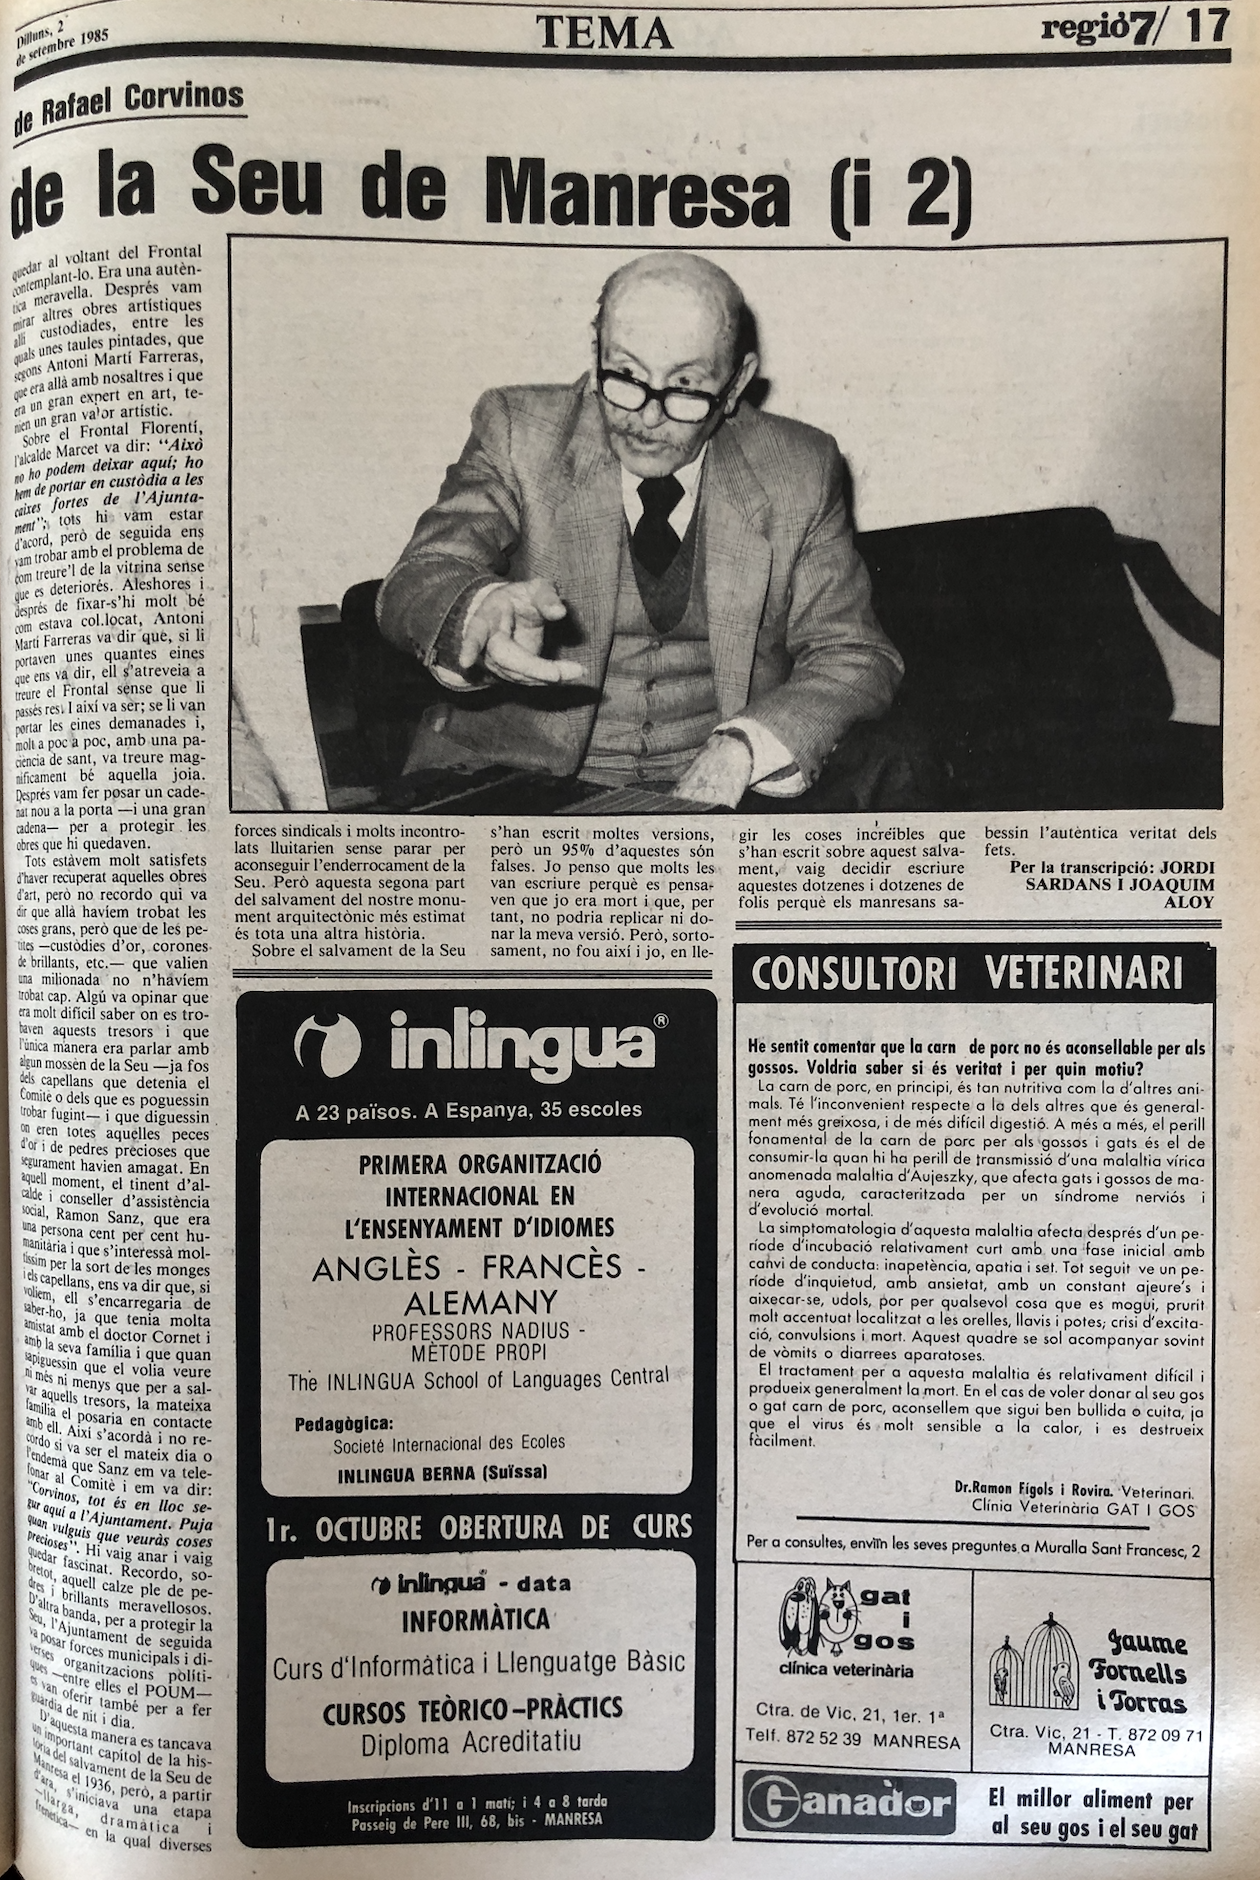 Dilluns, 2
de setembre 1985
TEMA
regió7/ 17
de Rafael Corvinos
de la Seu de Manresa (i 2)
quedar al voltant del Frontal
contemplant-lo. Era una autèn-
tica meravella. Després vam
mirar altres obres artístiques
allí custodiades, entre les
quals unes taules pintades, que
segons Antoni Martí Farreras,
que era allà amb nosaltres i que
era un gran expert en art, te-
nien un gran valor artístic.
Sobre el Frontal Florentí,
l'alcalde Marcet va dir: "Això
no ho podem deixar aquí; ho
hem de portar en custòdia a les
caixes fortes de l'Ajunta-
ment"; tots hi vam estar
d'acord, però de seguida ens
vam trobar amb el problema de
com treure'l de la vitrina sense
que es deteriorés. Aleshores i
després de fixar-s'hi molt bé
com estava col.locat, Antoni
Martí Farreras va dir que, si li
portaven unes quantes eines
que ens va dir, ell s'atreveia a
treure el Frontal sense que li
passés res. I així va ser; se li van
portar les eines demanades i,
molt a poc a poc, amb una pa-
ciència de sant, va treure mag-
níficament bé aquella joia.
Després vam fer posar un cade-
nat nou a la porta —i una gran
cadena— per a protegir les
obres que hi quedaven.
Tots estàvem molt satisfets
d'haver recuperat aquelles obres
d'art, però no recordo qui va
dir que allà havíem trobat les
coses grans, però que de les pe-
tites —custòdies d'or, corones
de brillants, etc.— que valien
una milionada no n'havíem
trobat cap. Algú va opinar que
era molt difícil saber on es tro-
baven aquests tresors i que
l'única manera era parlar amb
algun mossèn de la Seu —ja fos
dels capellans que detenia el
Comitè o dels que es poguessin
trobar fugint— i que diguessin
on eren totes aquelles peces
d'or i de pedres precioses que
segurament havien amagat. En
aquell moment, el tinent d'al-
calde i conseller d'assistència
social, Ramon Sanz, que era
una persona cent per cent hu-
manitària i que s'interessà mol-
tíssim per la sort de les monges
i els capellans, ens va dir que, si
voliem, ell s'encarregaria de
saber-ho, ja que tenia molta
amistat amb el doctor Cornet i
amb la seva família i que quan
sapiguessin que el volia veure
ni més ni menys que per a sal-
var aquells tresors, la mateixa
família el posaria en contacte
amb ell. Així s'acordà i no re-
cordo si va ser el mateix dia o
l'endemà que Sanz em va tele-
fonar al Comitè i em va dir:
"Corvinos, tot és en lloc se-
gur aquí a l'Ajuntament. Puja
quan vulguis que veuràs coses
precioses". Hi vaig anar i vaig
quedar fascinat. Recordo, so-
bretot, aquell calze ple de pe-
dres i brillants meravellosos.
D'altra banda, per a protegir la
Seu, l'Ajuntament de seguida
va posar forces municipals i di-
verses organitzacions políti-
ques —entre elles el POUM—
es van oferir també per a fer
guàrdia de nit i dia.
D'aquesta manera es tancava
un important capítol de la his-
tòria del salvament de la Seu de
Manresa el 1936, però, a partir
d'ara, s'iniciava una etapa
—llarga, dramàtica i
frenètica— en la qual diverses
forces sindicals i molts incontro-
lats lluitarien sense parar per
aconseguir l'enderrocament de la
Seu. Però aquesta segona part
del salvament del nostre monu-
ment arquitectònic més estimat
és tota una altra història.
Sobre el salvament de la Seu
s'han escrit moltes versions,
però un 95% d'aquestes són
falses. Jo penso que molts les
van escriure perquè es pensa-
ven que jo era mort i que, per
tant, no podria replicar ni do-
nar la meva versió. Però, sorto-
sament, no fou així i jo, en lle-
gir les coses increïbles que
s'han escrit sobre aquest salva-
ment, vaig decidir escriure
aquestes dotzenes i dotzenes de
folis perquè els manresans sa-
bessin l'autèntica veritat dels
fets.
Per la transcripció: JORDI
SARDANS I JOAQUIM
ALOY
inlingua®
A 23 països. A Espanya, 35 escoles
PRIMERA ORGANITZACIÓ
INTERNACIONAL EN
L'ENSENYAMENT D'IDIOMES
ANGLÈS - FRANCÈS -
ALEMANY
PROFESSORS NADIUS -
MÈTODE PROPI
The INLINGUA School of Languages Central
Pedagògica:
Societé Internacional des Ecoles
INLINGUA BERNA (Suïssa)
1r. OCTUBRE OBERTURA DE CURS
inlingua - data
INFORMÀTICA
Curs d'Informàtica i Llenguatge Bàsic
CURSOS TEÒRICO-PRÀCTICS
Diploma Acreditatiu
Inscripcions d'11 a 1 matí; i 4 a 8 tarda
Passeig de Pere III, 68, bis - MANRESA
CONSULTORI VETERINARI
He sentit comentar que la carn de porc no és aconsellable per als
gossos. Voldria saber si és veritat i per quin motiu?
La carn de porc, en principi, és tan nutritiva com la d'altres ani-
mals. Té l'inconvenient respecte a la dels altres que és general-
ment més greixosa, i de més difícil digestió. A més a més, el perill
fonamental de la carn de porc per als gossos i gats és el de
consumir-la quan hi ha perill de transmissió d'una malaltia vírica
anomenada malaltia d'Aujeszky, que afecta gats i gossos de ma-
nera aguda, caracteritzada per un síndrome nerviós i
d'evolució mortal.
La simptomatologia d'aquesta malaltia afecta després d'un pe-
ríode d'incubació relativament curt amb una fase inicial amb
canvi de conducta: inapetència, apatia i set. Tot seguit ve un pe-
ríode d'inquietud, amb ansietat, amb un constant ajeure's i
aixecar-se, udols, por per qualsevol cosa que es mogui, prurit
molt accentuat localitzat a les orelles, llavis i potes; crisi d'excita-
ció, convulsions i mort. Aquest quadre se sol acompanyar sovint
de vòmits o diarrees aparatoses.
El tractament per a aquesta malaltia és relativament difícil i
produeix generalment la mort. En el cas de voler donar al seu gos
o gat carn de porc, aconsellem que sigui ben bullida o cuita, ja
que el virus és molt sensible a la calor, i es destrueix
fàcilment.
Dr.Ramon Fígols i Rovira. Veterinari.
Clínia Veterinària GAT I GOS
Per a consultes, enviïn les seves preguntes a Muralla Sant Francesc, 2
gat
i
gos
clínica veterinària
Ctra. de Vic, 21, 1er. 1ª
Telf. 872 52 39 MANRESA
Jaume
Fornells
i Torras
Ctra. Vic, 21 - T. 872 09 71
MANRESA
Ganador
El millor aliment per
al seu gos i el seu gat